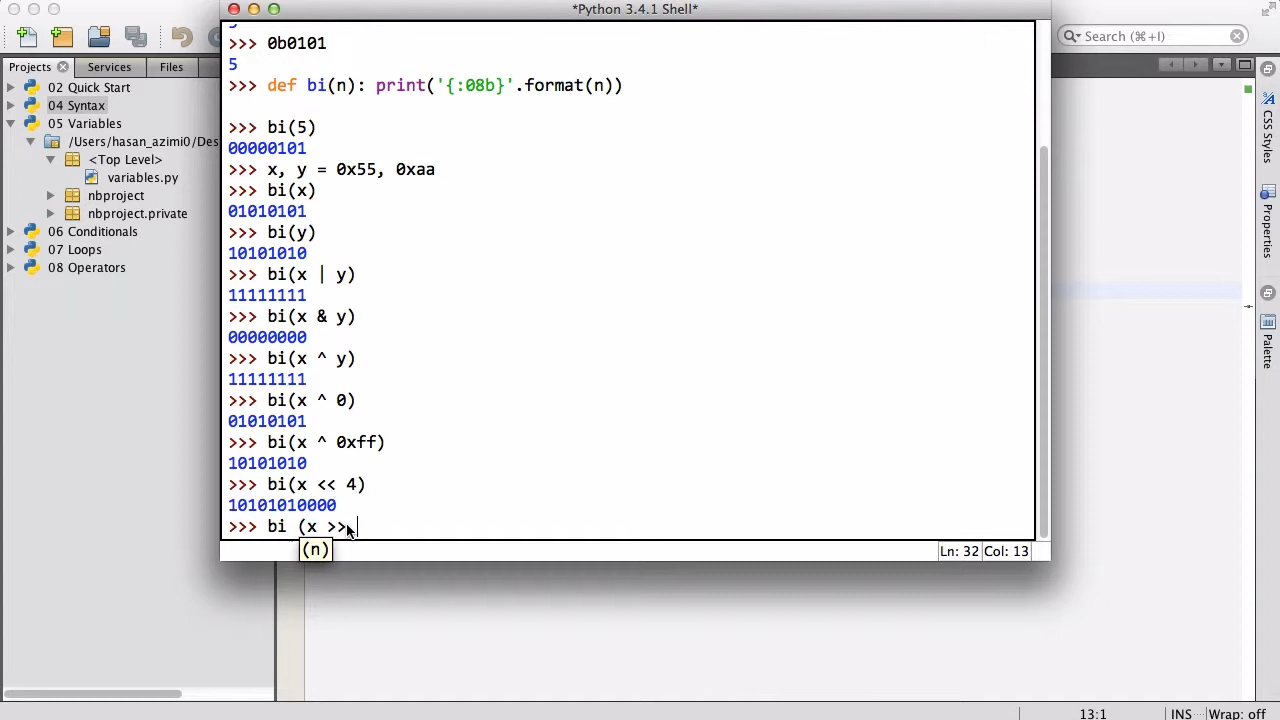 *Python 3.4.1 Shell*
Search (⌘+I)
Projects
Services
Files
02 Quick Start
04 Syntax
05 Variables
/Users/hasan_azimi0/Des
<Top Level>
variables.py
nbproject
nbproject.private
06 Conditionals
07 Loops
08 Operators
>>> 0b0101
5
>>> def bi(n): print('{:08b}'.format(n))
>>> bi(5)
00000101
>>> x, y = 0x55, 0xaa
>>> bi(x)
01010101
>>> bi(y)
10101010
>>> bi(x | y)
11111111
>>> bi(x & y)
00000000
>>> bi(x ^ y)
11111111
>>> bi(x ^ 0)
01010101
>>> bi(x ^ 0xff)
10101010
>>> bi(x << 4)
10101010000
>>> bi (x >>
(n)
Ln: 32 Col: 13
CSS Styles
Properties
Palette
13:1
INS
Wrap: off